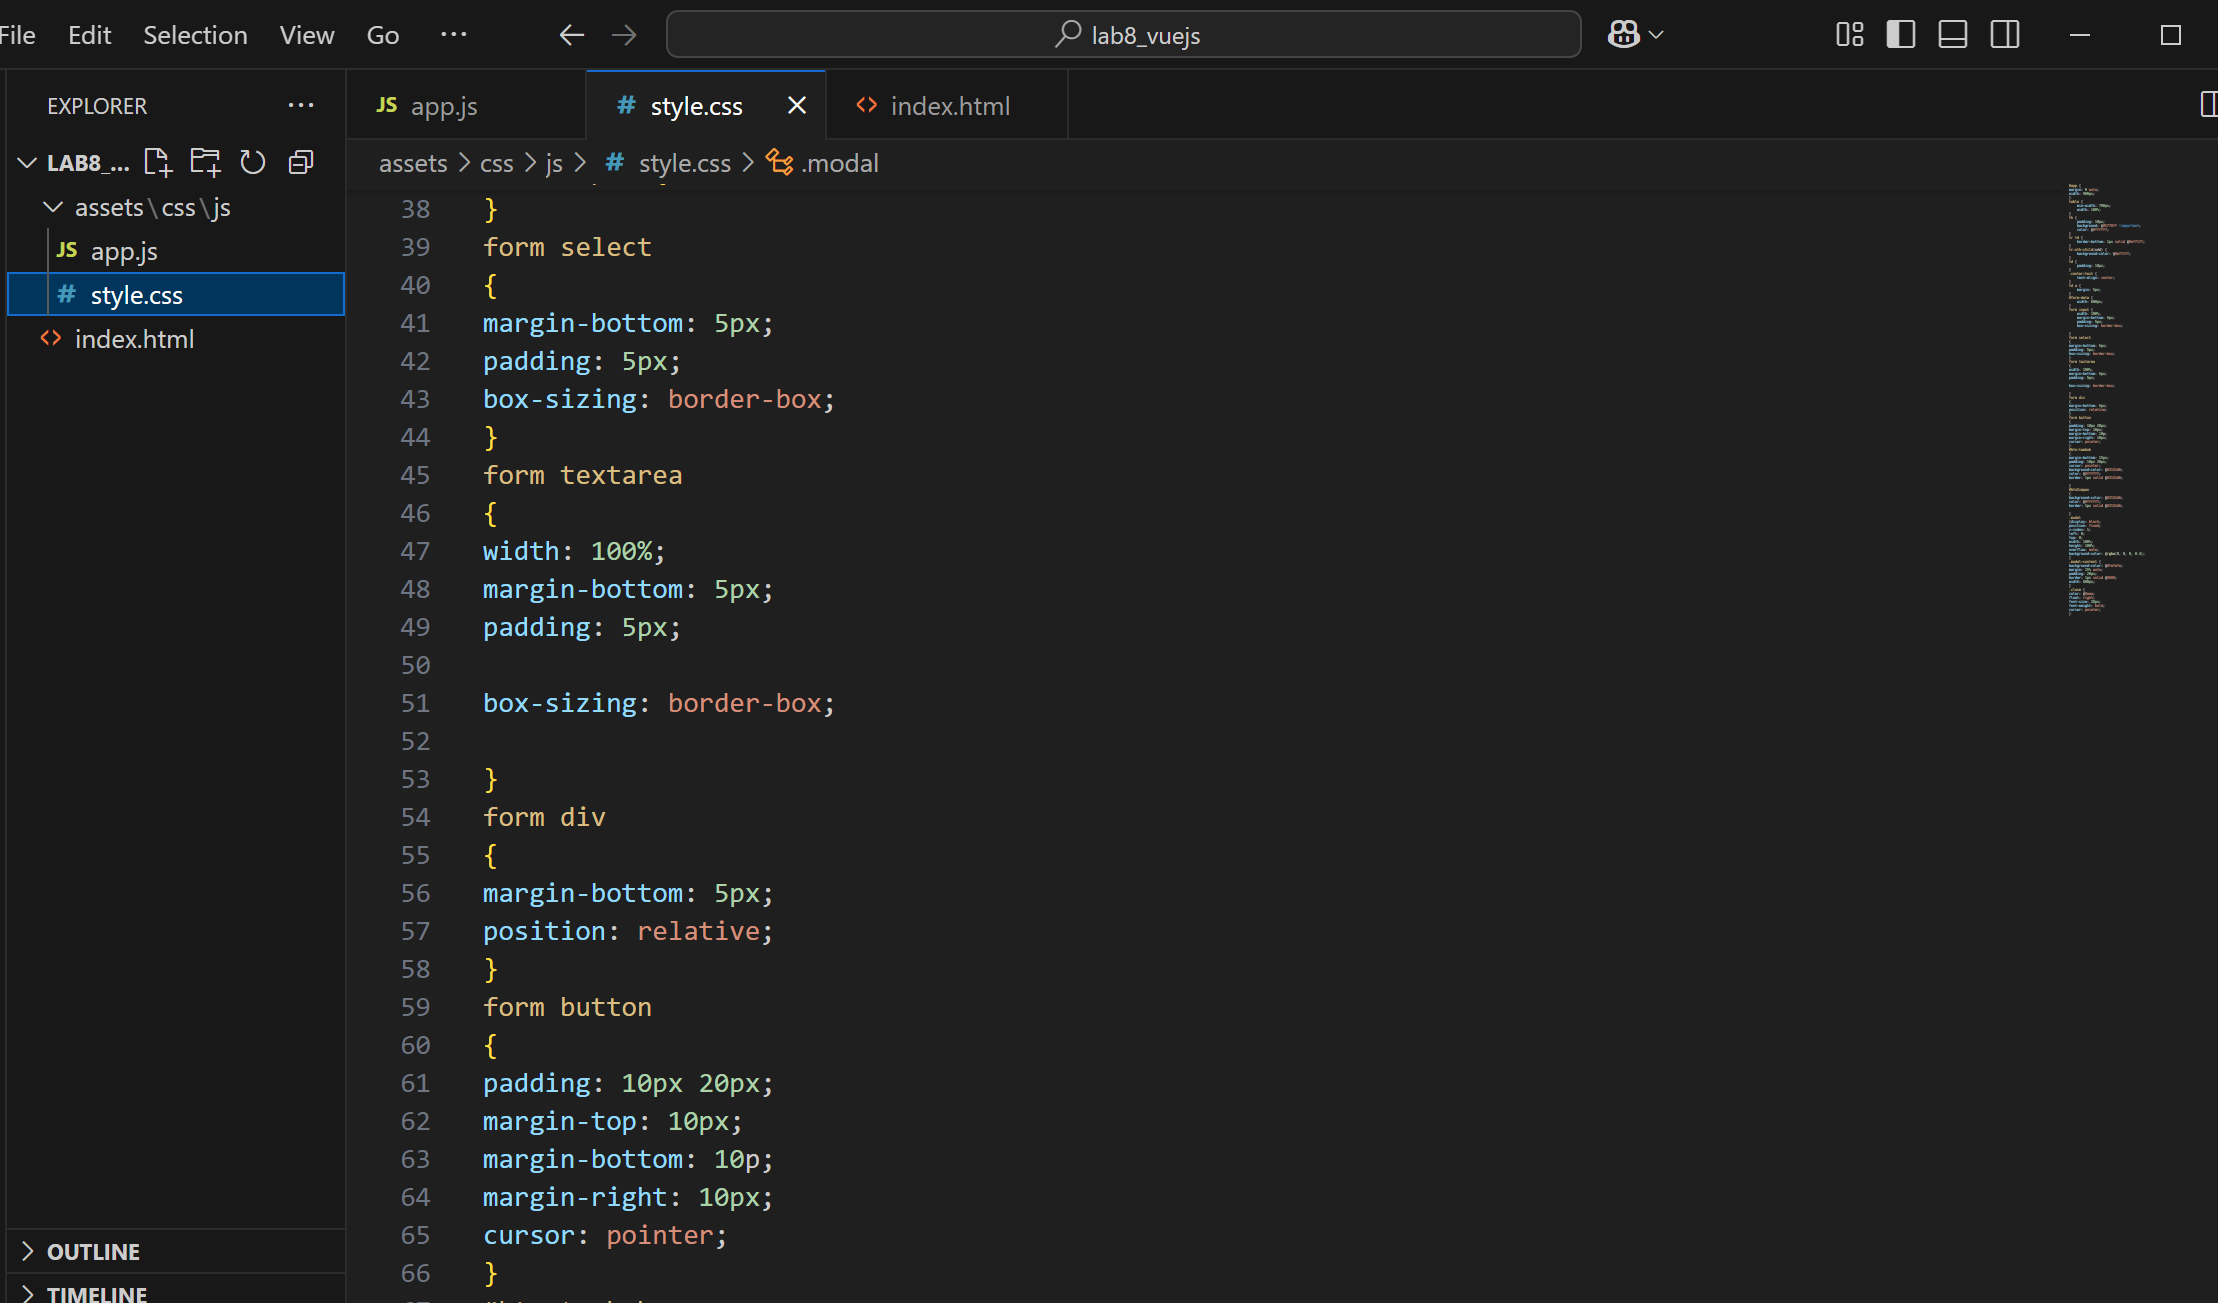 File Edit Selection View Go ··· lab8_vuejs
EXPLORER ···
LAB8_...
assets\css\js
JS app.js
# style.css
<> index.html
OUTLINE
TIMELINE
JS app.js # style.css <> index.html
assets > css > js > # style.css > .modal
38 }
39 form select
40 {
41 margin-bottom: 5px;
42 padding: 5px;
43 box-sizing: border-box;
44 }
45 form textarea
46 {
47 width: 100%;
48 margin-bottom: 5px;
49 padding: 5px;
50
51 box-sizing: border-box;
52
53 }
54 form div
55 {
56 margin-bottom: 5px;
57 position: relative;
58 }
59 form button
60 {
61 padding: 10px 20px;
62 margin-top: 10px;
63 margin-bottom: 10p;
64 margin-right: 10px;
65 cursor: pointer;
66 }